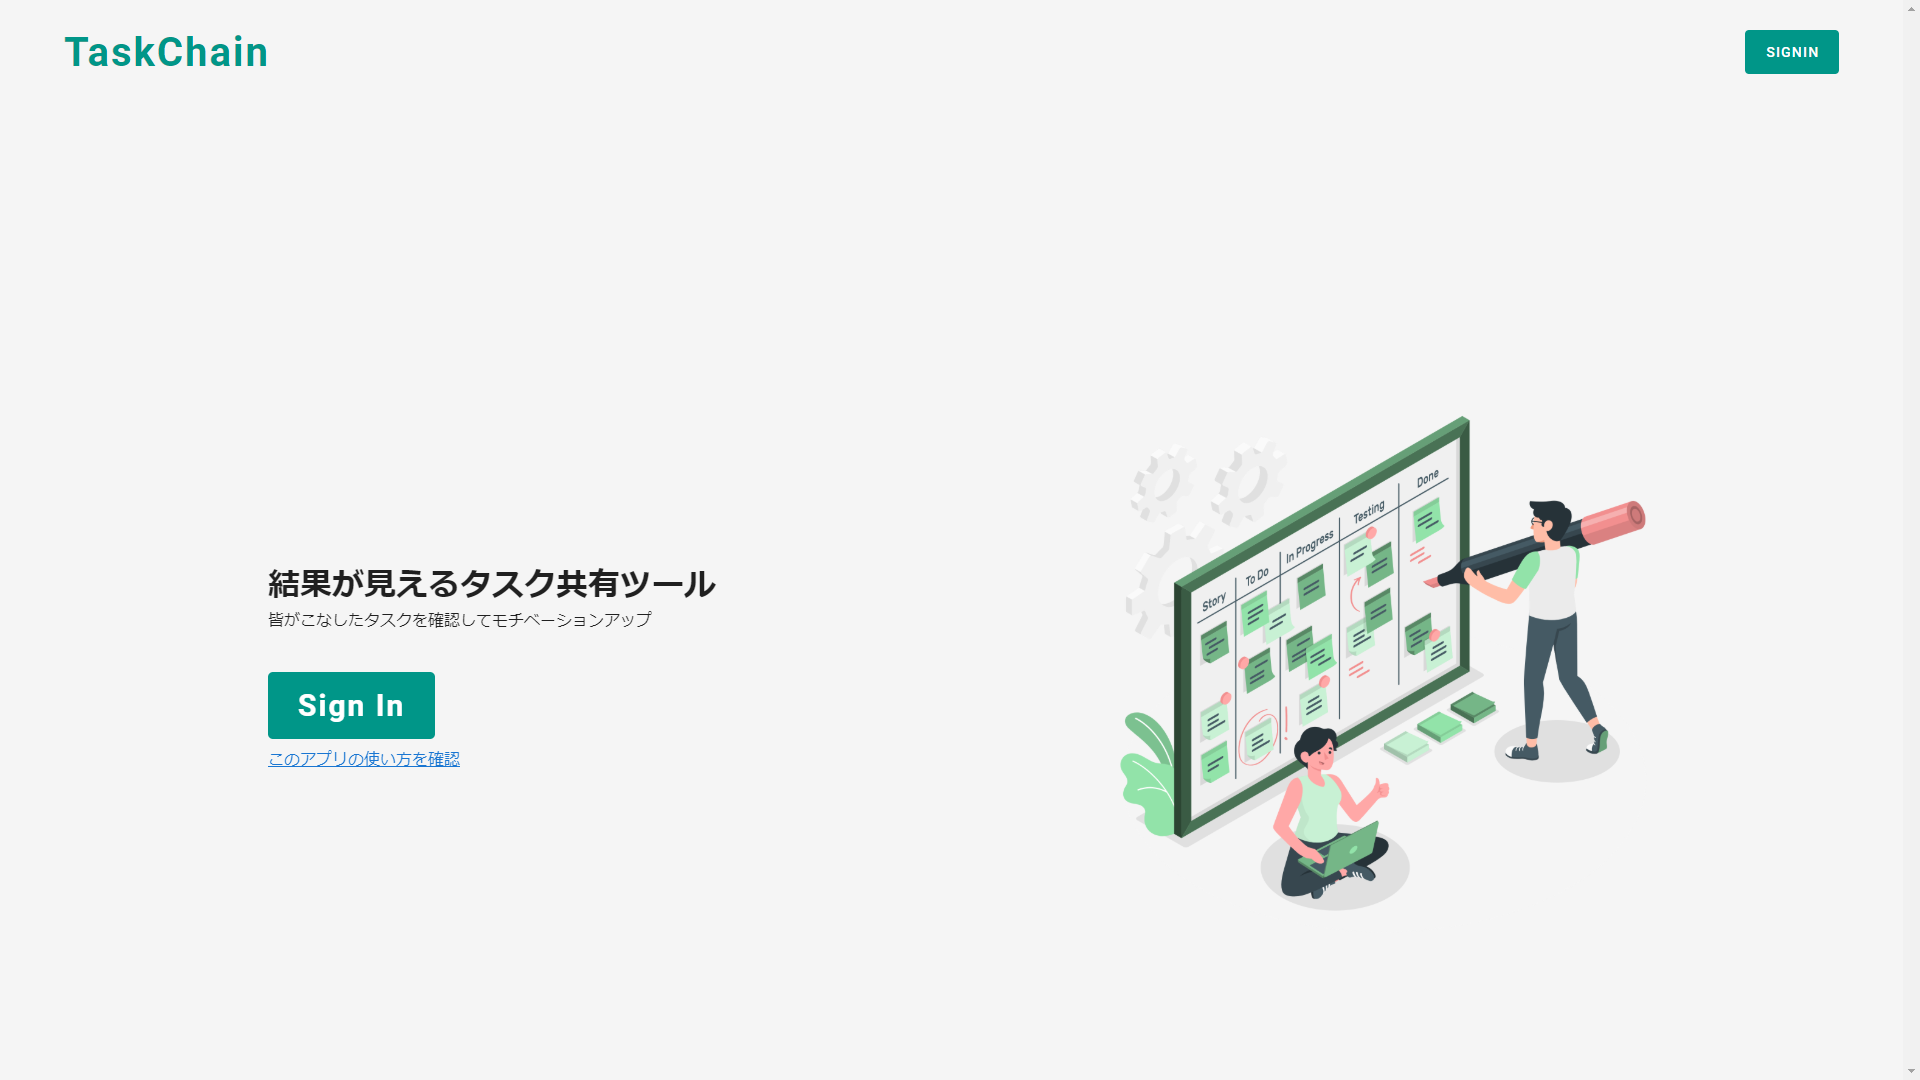 TaskChain
SIGNIN
結果が見えるタスク共有ツール
皆がこなしたタスクを確認してモチベーションアップ
Sign In
このアプリの使い方を確認
Story
To Do
In Progress
Testing
Done